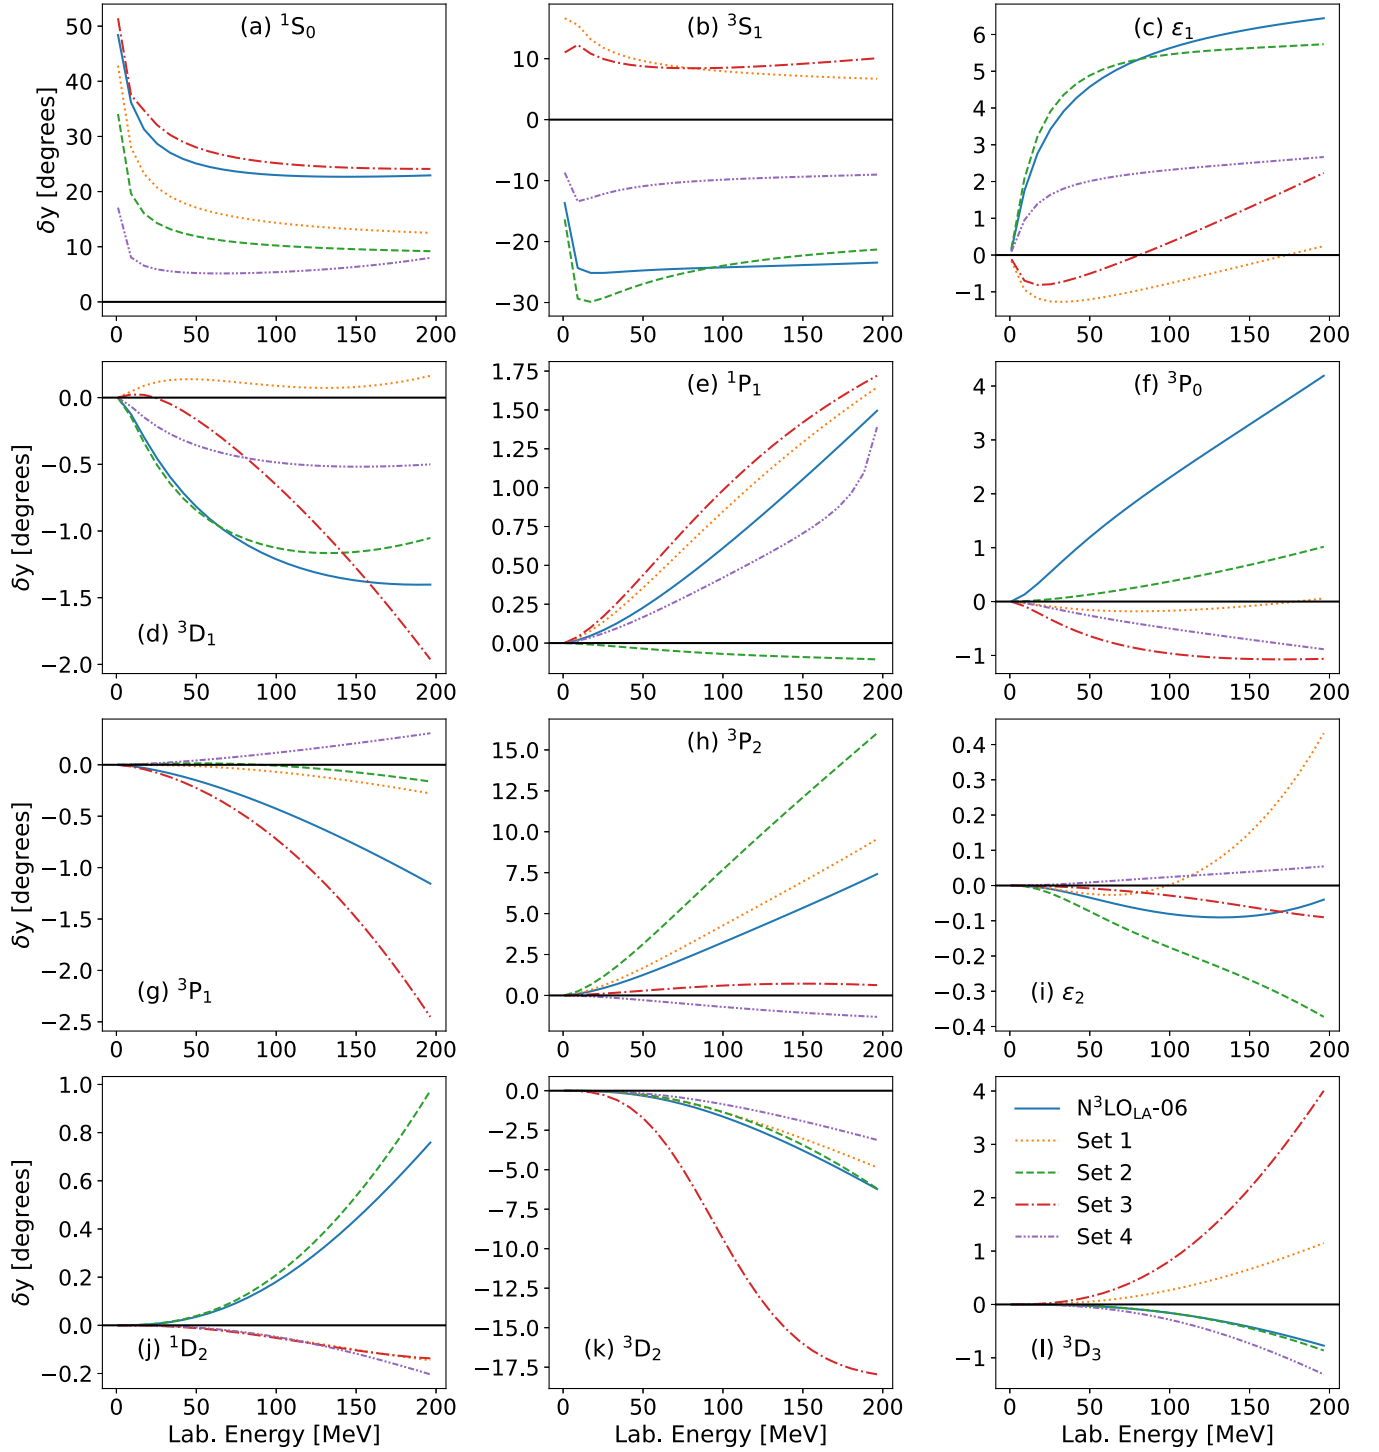 (a) ¹S₀
(b) ³S₁
(c) ε₁
δy [degrees]
50
40
30
20
10
0
10
0
−10
−20
−30
6
5
4
3
2
1
0
−1
0 50 100 150 200
0 50 100 150 200
0 50 100 150 200
(d) ³D₁
(e) ¹P₁
(f) ³P₀
δy [degrees]
0.0
−0.5
−1.0
−1.5
−2.0
1.75
1.50
1.25
1.00
0.75
0.50
0.25
0.00
4
3
2
1
0
−1
0 50 100 150 200
0 50 100 150 200
0 50 100 150 200
(g) ³P₁
(h) ³P₂
(i) ε₂
δy [degrees]
0.0
−0.5
−1.0
−1.5
−2.0
−2.5
15.0
12.5
10.0
7.5
5.0
2.5
0.0
0.4
0.3
0.2
0.1
0.0
−0.1
−0.2
−0.3
−0.4
0 50 100 150 200
0 50 100 150 200
0 50 100 150 200
(j) ¹D₂
(k) ³D₂
(l) ³D₃
δy [degrees]
1.0
0.8
0.6
0.4
0.2
0.0
−0.2
0.0
−2.5
−5.0
−7.5
−10.0
−12.5
−15.0
−17.5
4
3
2
1
0
−1
N³LO_LA-06
Set 1
Set 2
Set 3
Set 4
0 50 100 150 200
0 50 100 150 200
0 50 100 150 200
Lab. Energy [MeV]
Lab. Energy [MeV]
Lab. Energy [MeV]